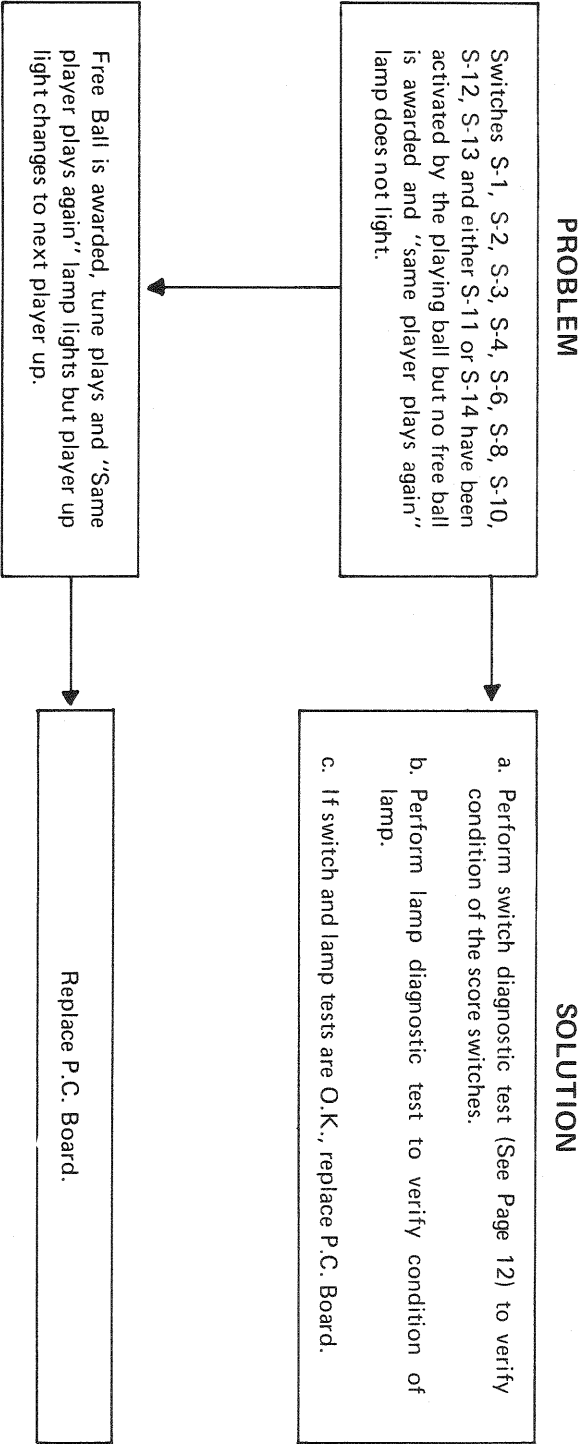 PROBLEM
SOLUTION
Switches S-1, S-2, S-3, S-4, S-6, S-8, S-10,
S-12, S-13 and either S-11 or S-14 have been
activated by the playing ball but no free ball
is awarded and "same player plays again"
lamp does not light.
a. Perform switch diagnostic test (See Page 12) to verify
condition of the score switches.
b. Perform lamp diagnostic test to verify condition of
lamp.
c. If switch and lamp tests are O.K., replace P.C. Board.
Free Ball is awarded, tune plays and "Same
player plays again" lamp lights but player up
light changes to next player up.
Replace P.C. Board.